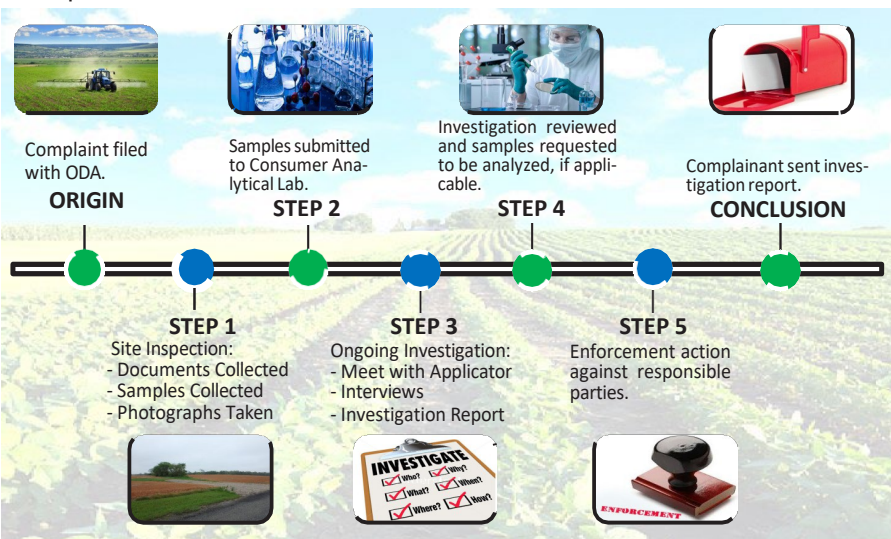 Complaint filed
with ODA.
ORIGIN
Samples submitted
to Consumer Ana-
lytical Lab.
STEP 2
Investigation reviewed
and samples requested
to be analyzed, if appli-
cable.
STEP 4
Complainant sent inves-
tigation report.
CONCLUSION
STEP 1
Site Inspection:
- Documents Collected
- Samples Collected
- Photographs Taken
STEP 3
Ongoing Investigation:
- Meet with Applicator
- Interviews
- Investigation Report
STEP 5
Enforcement action
against responsible
parties.
INVESTIGATE
Who? Why?
What? When?
Where? How?
ENFORCEMENT